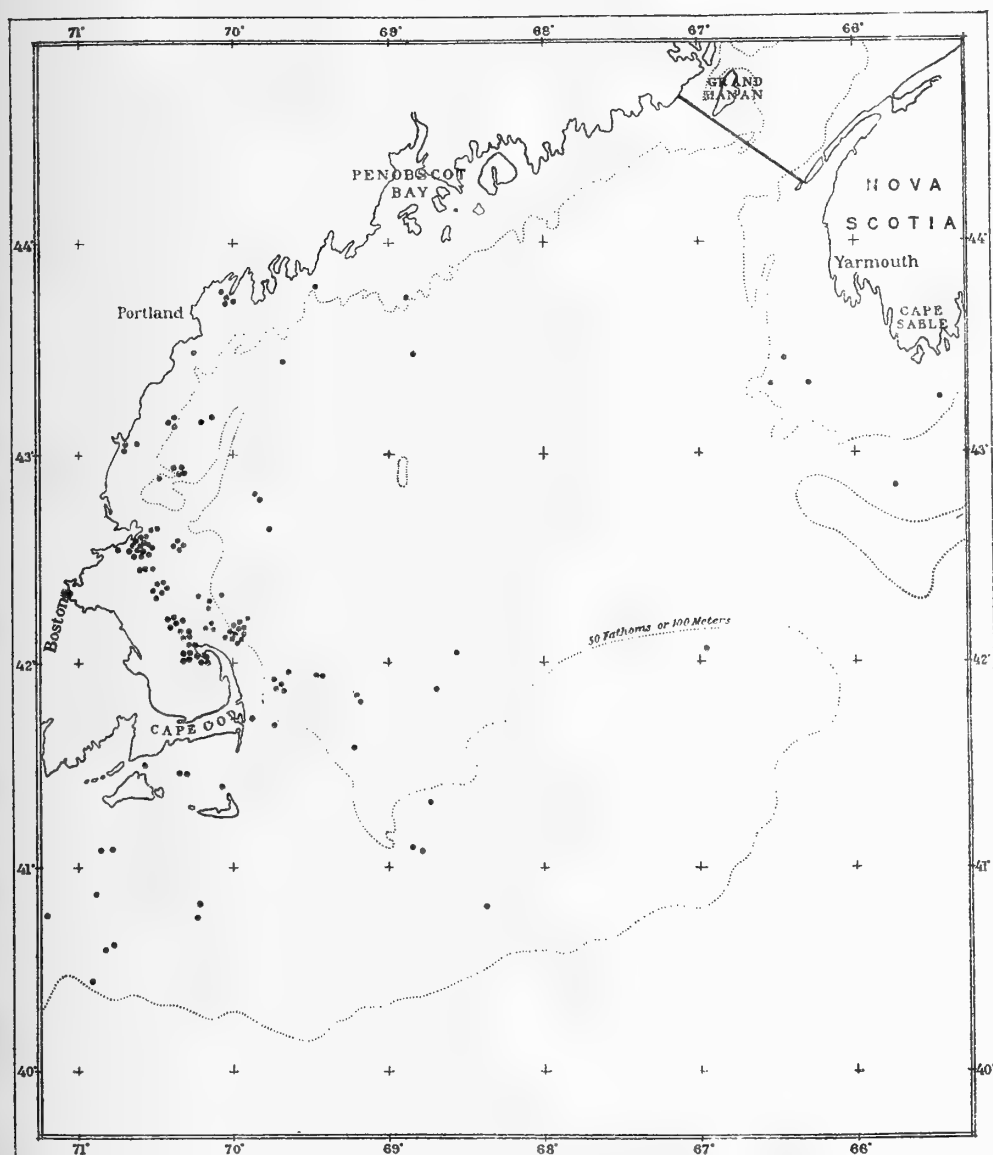 71° 70° 69° 68° 67° 66°
GRAND
MANAN
PENOBSCOT
BAY
NOVA
SCOTIA
44° 44°
Yarmouth
Portland
CAPE
SABLE
43° 43°
Boston
50 Fathoms or 100 Meters
42° 42°
CAPE COD
41° 41°
40° 40°
71° 70° 69° 68° 67° 66°